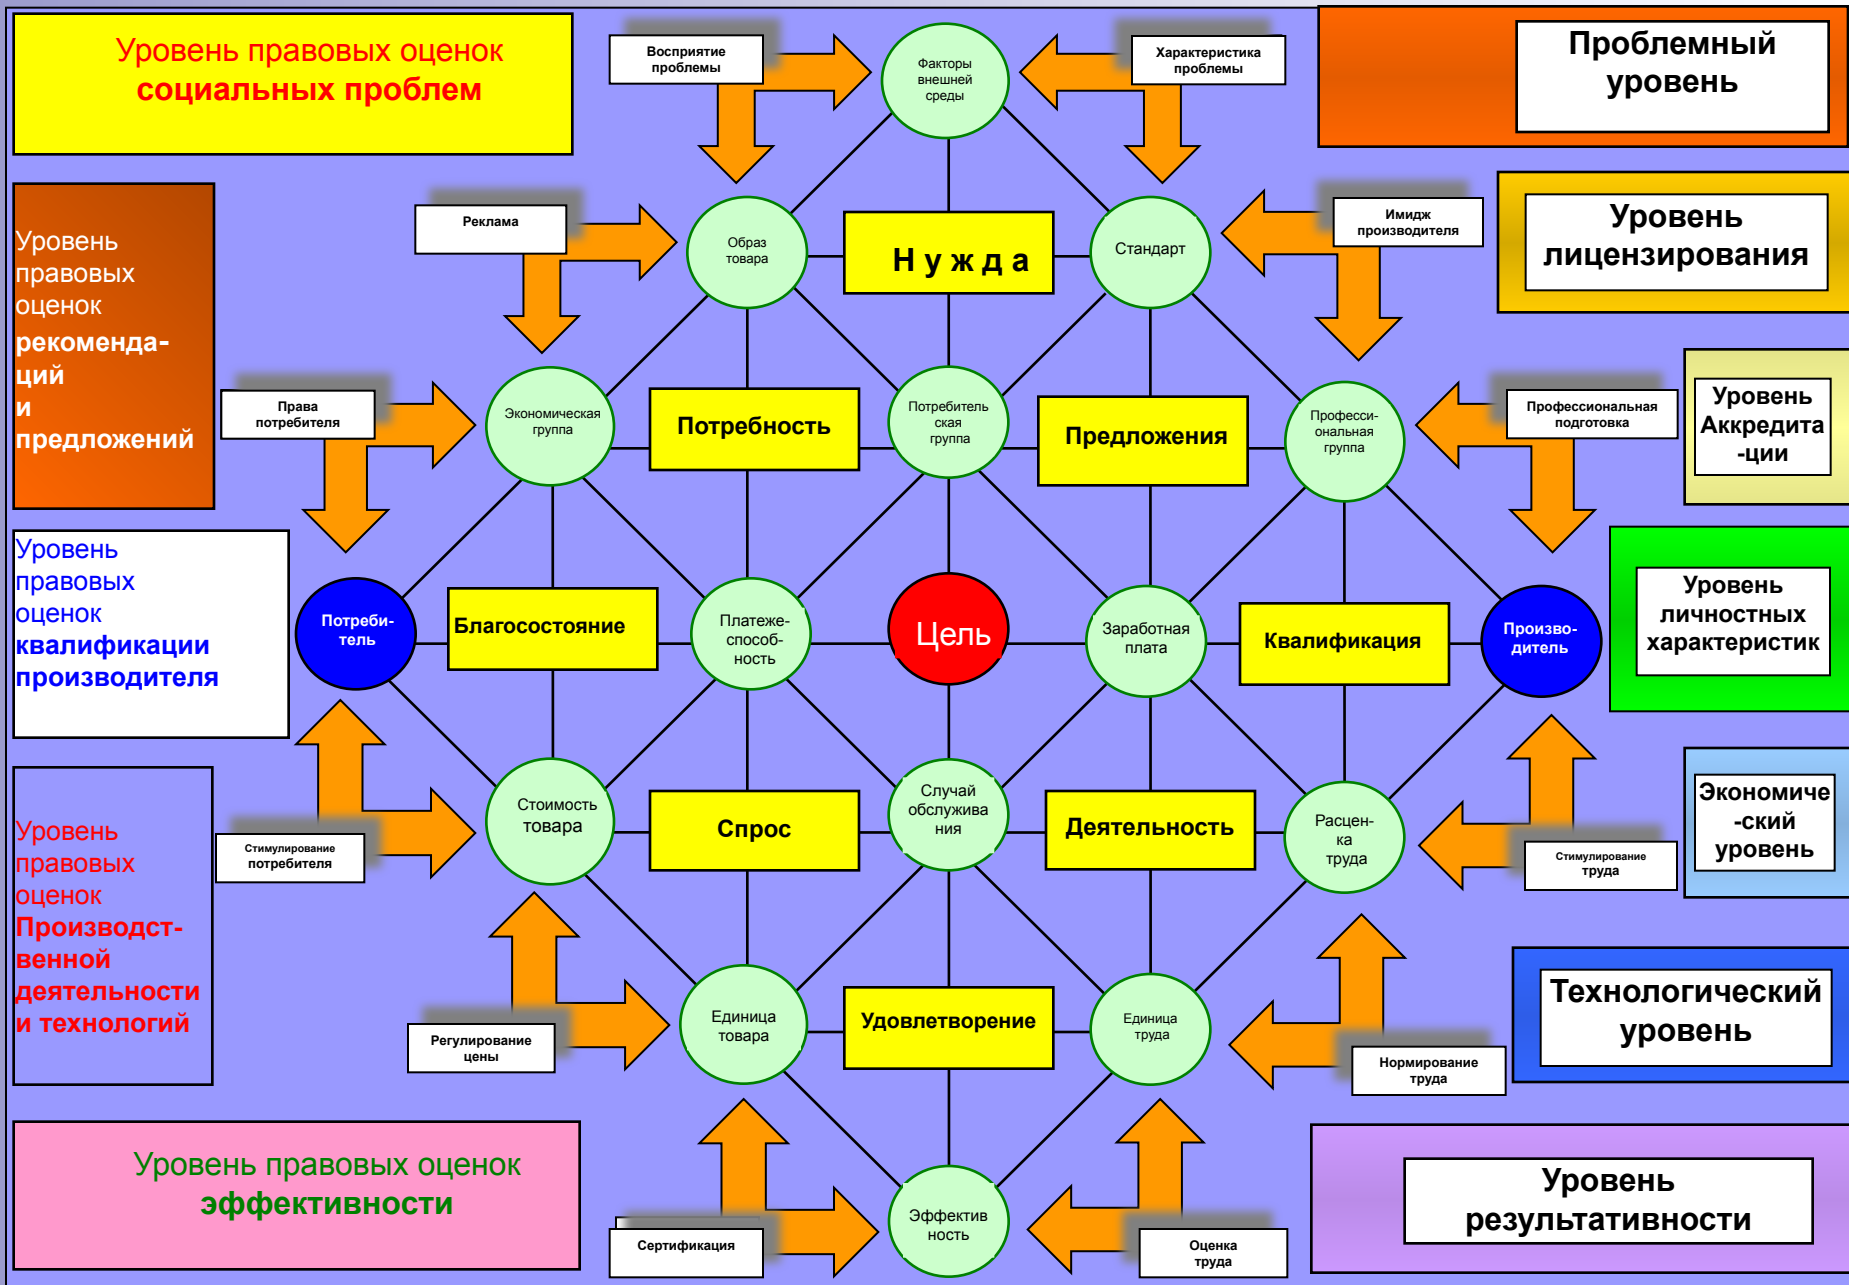 Уровень правовых оценок
социальных проблем
Восприятие
проблемы
Факторы
внешней
среды
Характеристика
проблемы
Проблемный
уровень
Уровень
правовых
оценок
рекоменда-
ций
и
предложений
Реклама
Образ
товара
Н у ж д а
Стандарт
Имидж
производителя
Уровень
лицензирования
Права
потребителя
Экономическая
группа
Потребность
Потребитель
ская
группа
Предложения
Професси-
ональная
группа
Профессиональная
подготовка
Уровень
Аккредита
-ции
Уровень
правовых
оценок
квалификации
производителя
Потреби-
тель
Благосостояние
Платеже-
способ-
ность
Цель
Заработная
плата
Квалификация
Произво-
дитель
Уровень
личностных
характеристик
Уровень
правовых
оценок
Производст-
венной
деятельности
и технологий
Стимулирование
потребителя
Стоимость
товара
Спрос
Случай
обслужива
ния
Деятельность
Расцен-
ка
труда
Стимулирование
труда
Экономиче
-ский
уровень
Регулирование
цены
Единица
товара
Удовлетворение
Единица
труда
Нормирование
труда
Технологический
уровень
Уровень правовых оценок
эффективности
Сертификация
Эффектив
ность
Оценка
труда
Уровень
результативности